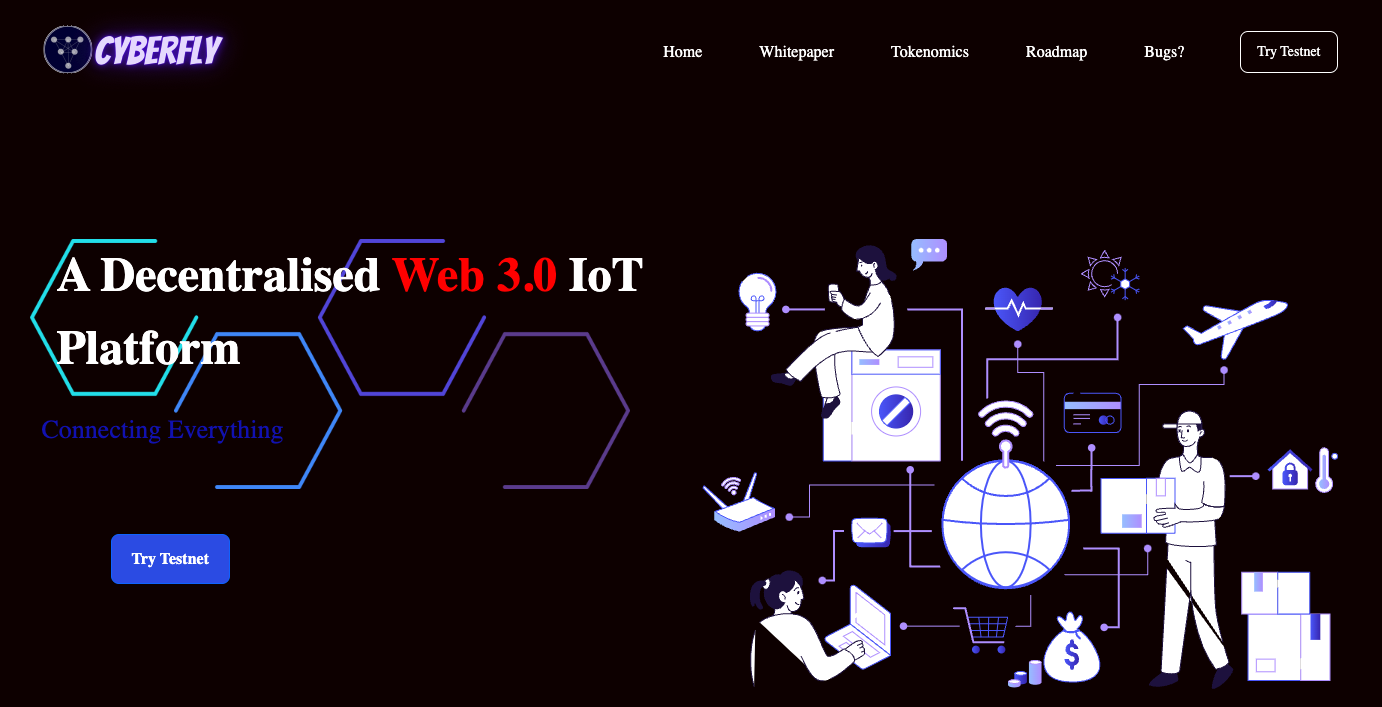 CYBERFLY
Home
Whitepaper
Tokenomics
Roadmap
Bugs?
Try Testnet
A Decentralised Web 3.0 IoT
Platform
Connecting Everything
Try Testnet
$